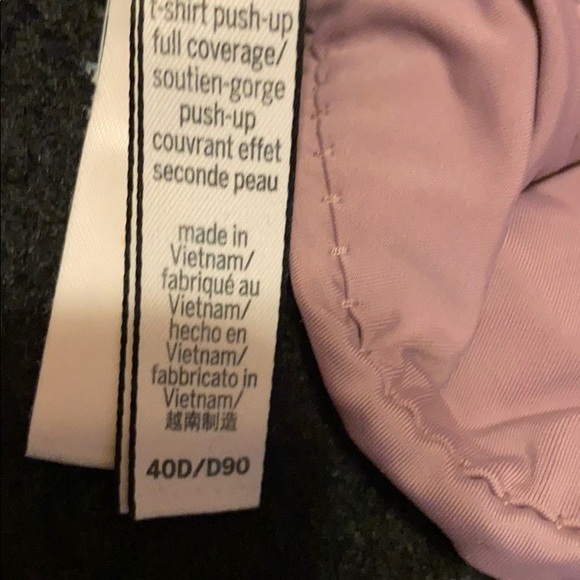 t-shirt push-up
full coverage/
soutien-gorge
push-up
couvrant effet
seconde peau
made in
Vietnam/
fabriqué au
Vietnam/
hecho en
Vietnam/
fabbricato in
Vietnam/
越南制造
40D/D90